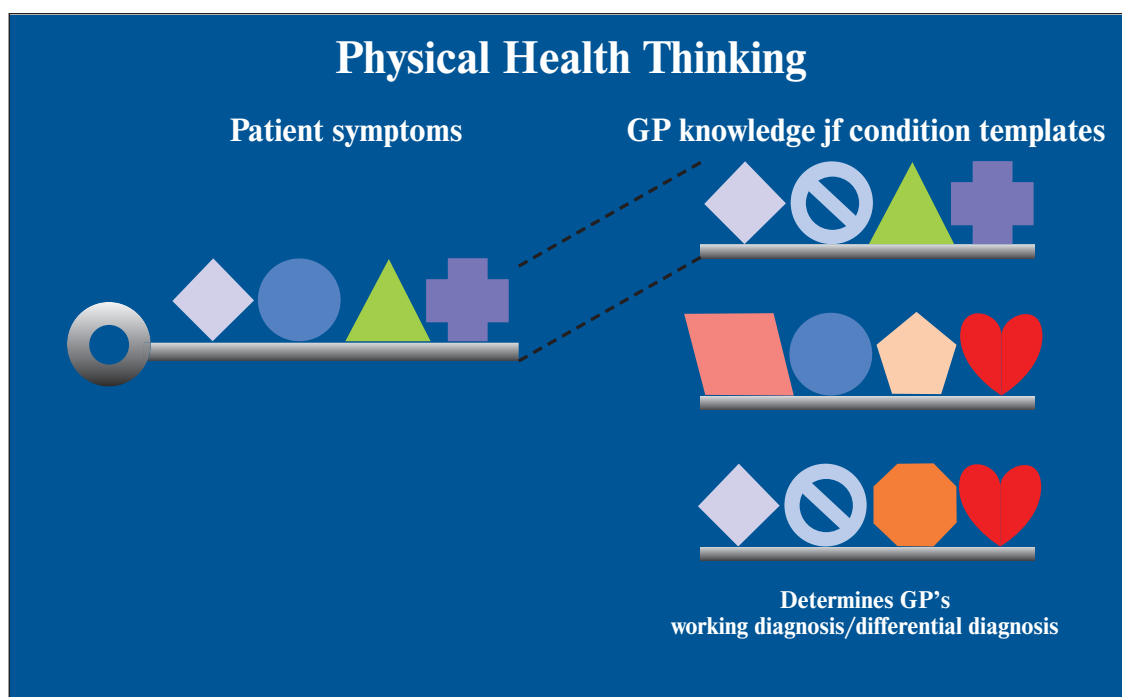 Physical Health Thinking
Patient symptoms
GP knowledge jf condition templates
Determines GP's
working diagnosis/differential diagnosis